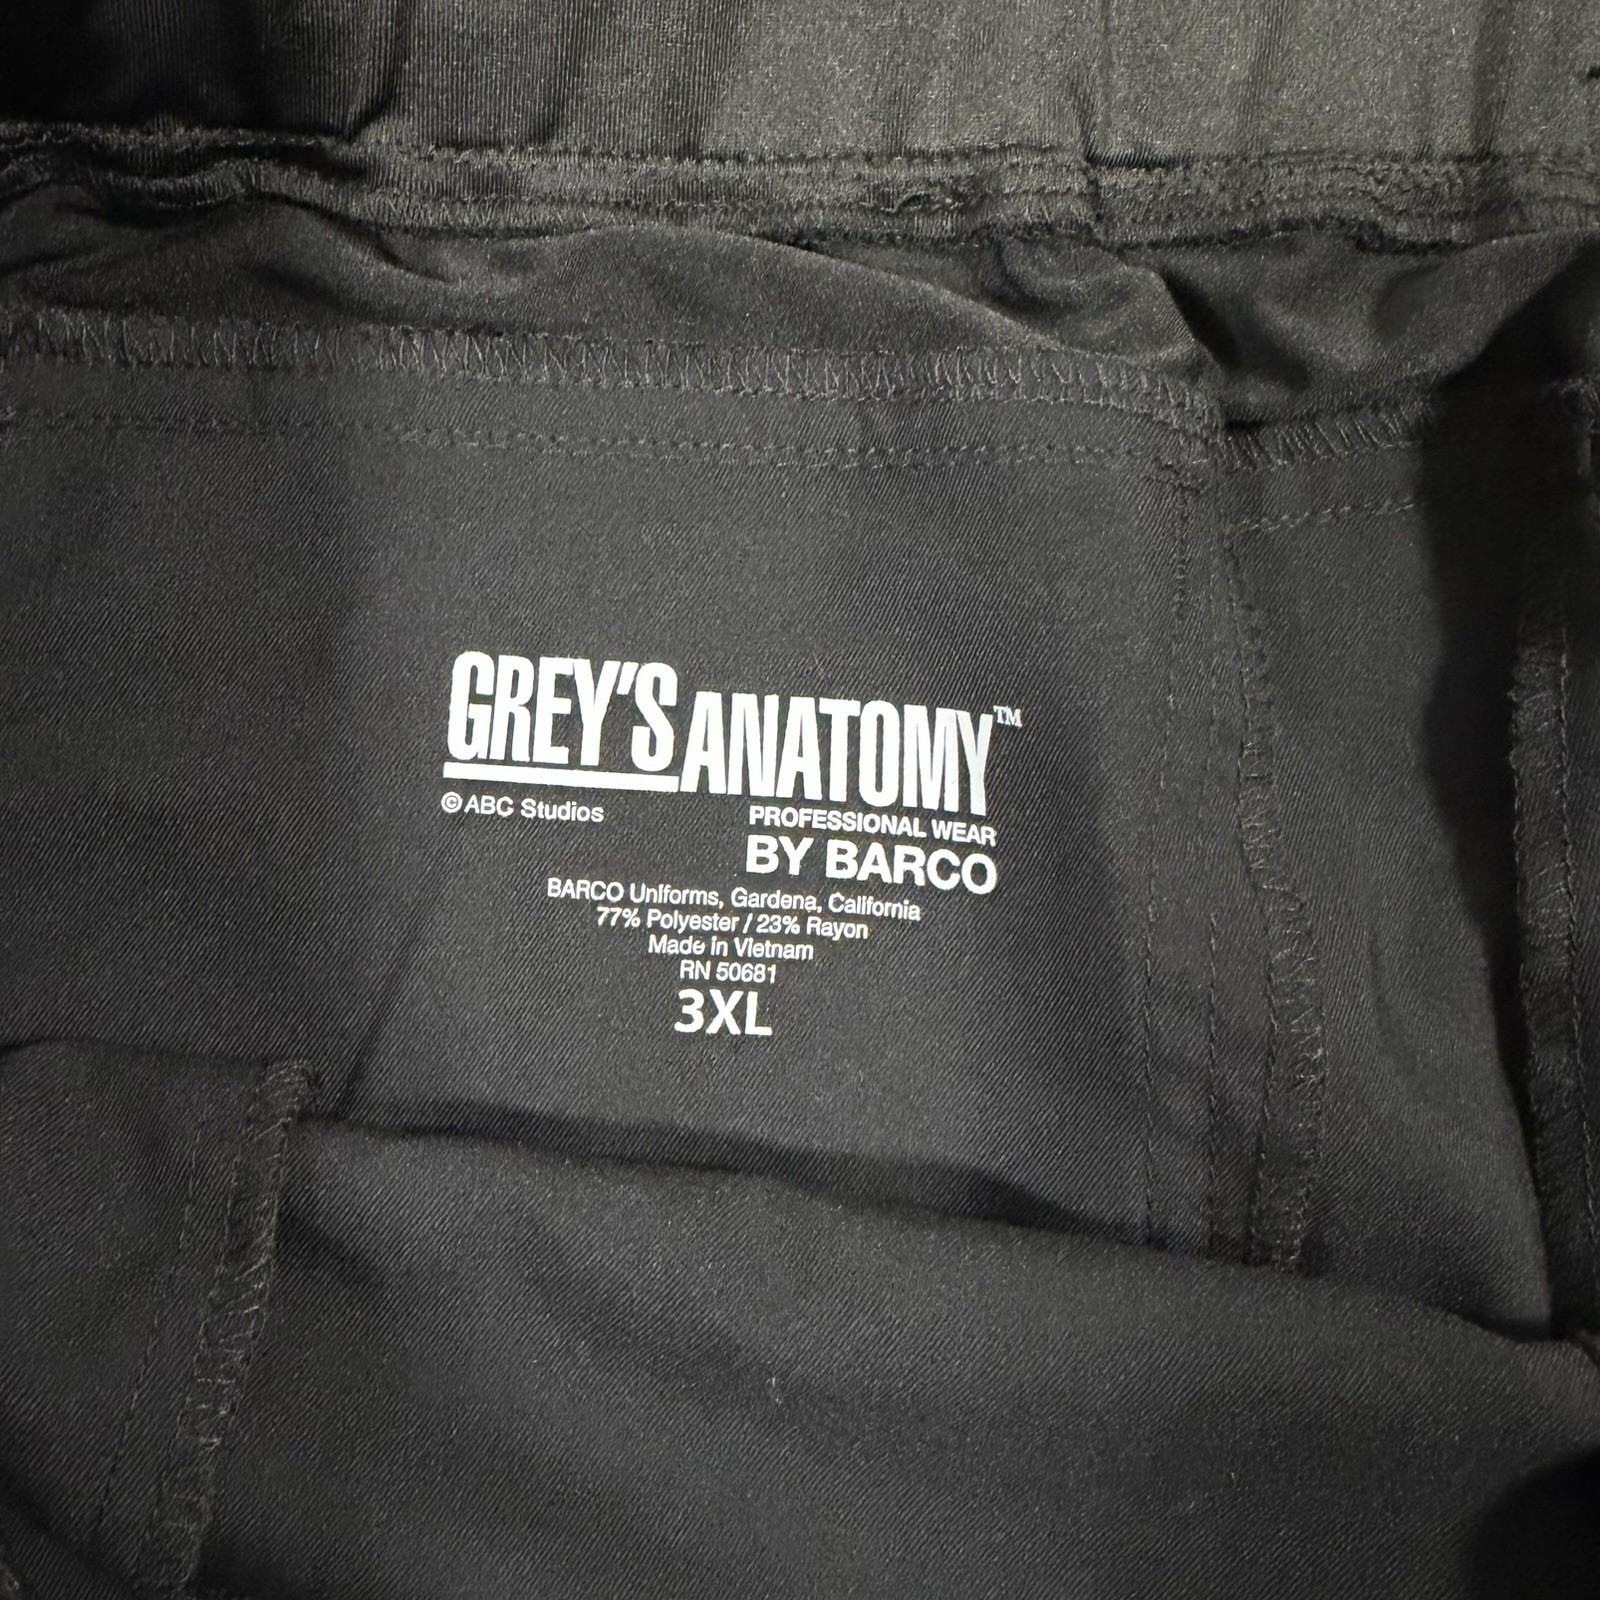 GREY'S ANATOMY™
© ABC Studios
PROFESSIONAL WEAR
BY BARCO
BARCO Uniforms, Gardena, California
77% Polyester / 23% Rayon
Made in Vietnam
RN 50681
3XL